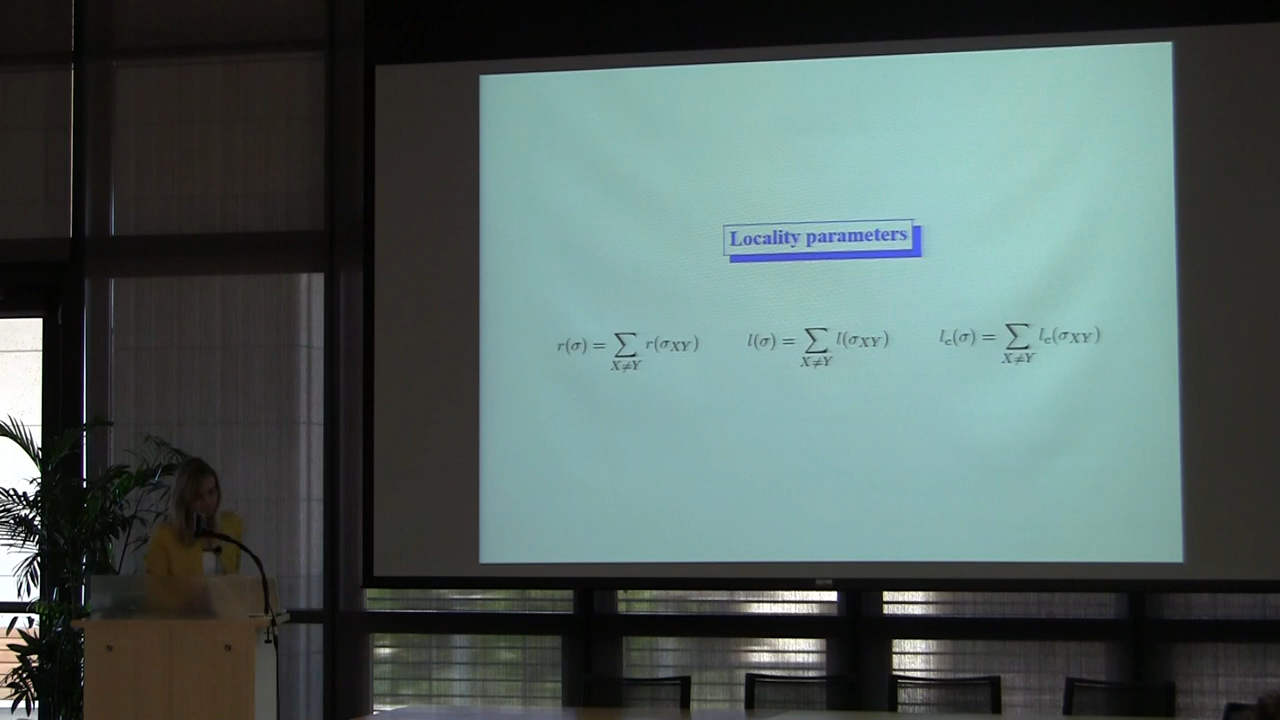 Locality parameters
r(σ) = ∑_{X≠Y} r(σ_{XY}) l(σ) = ∑_{X≠Y} l(σ_{XY}) l_c(σ) = ∑_{X≠Y} l_c(σ_{XY})